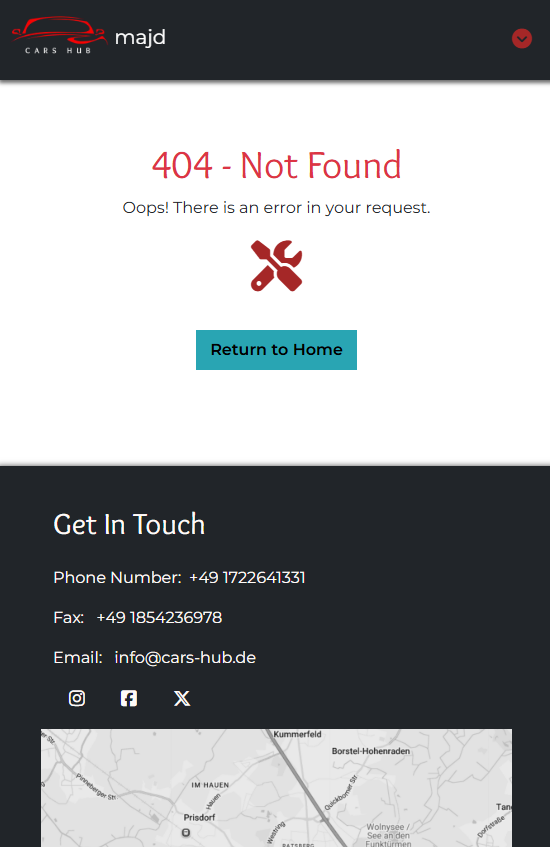 CARS HUB
majd
404 - Not Found
Oops! There is an error in your request.
Return to Home
Get In Touch
Phone Number: +49 1722641331
Fax: +49 1854236978
Email: info@cars-hub.de
Kummerfeld
Borstel-Hohenraden
Pinneberger Str
IM HAUEN
Hauen
Quickborner Str
Prisdorf
Westring
Wolnysee /
See an den
Funktürmen
Dorfstraße